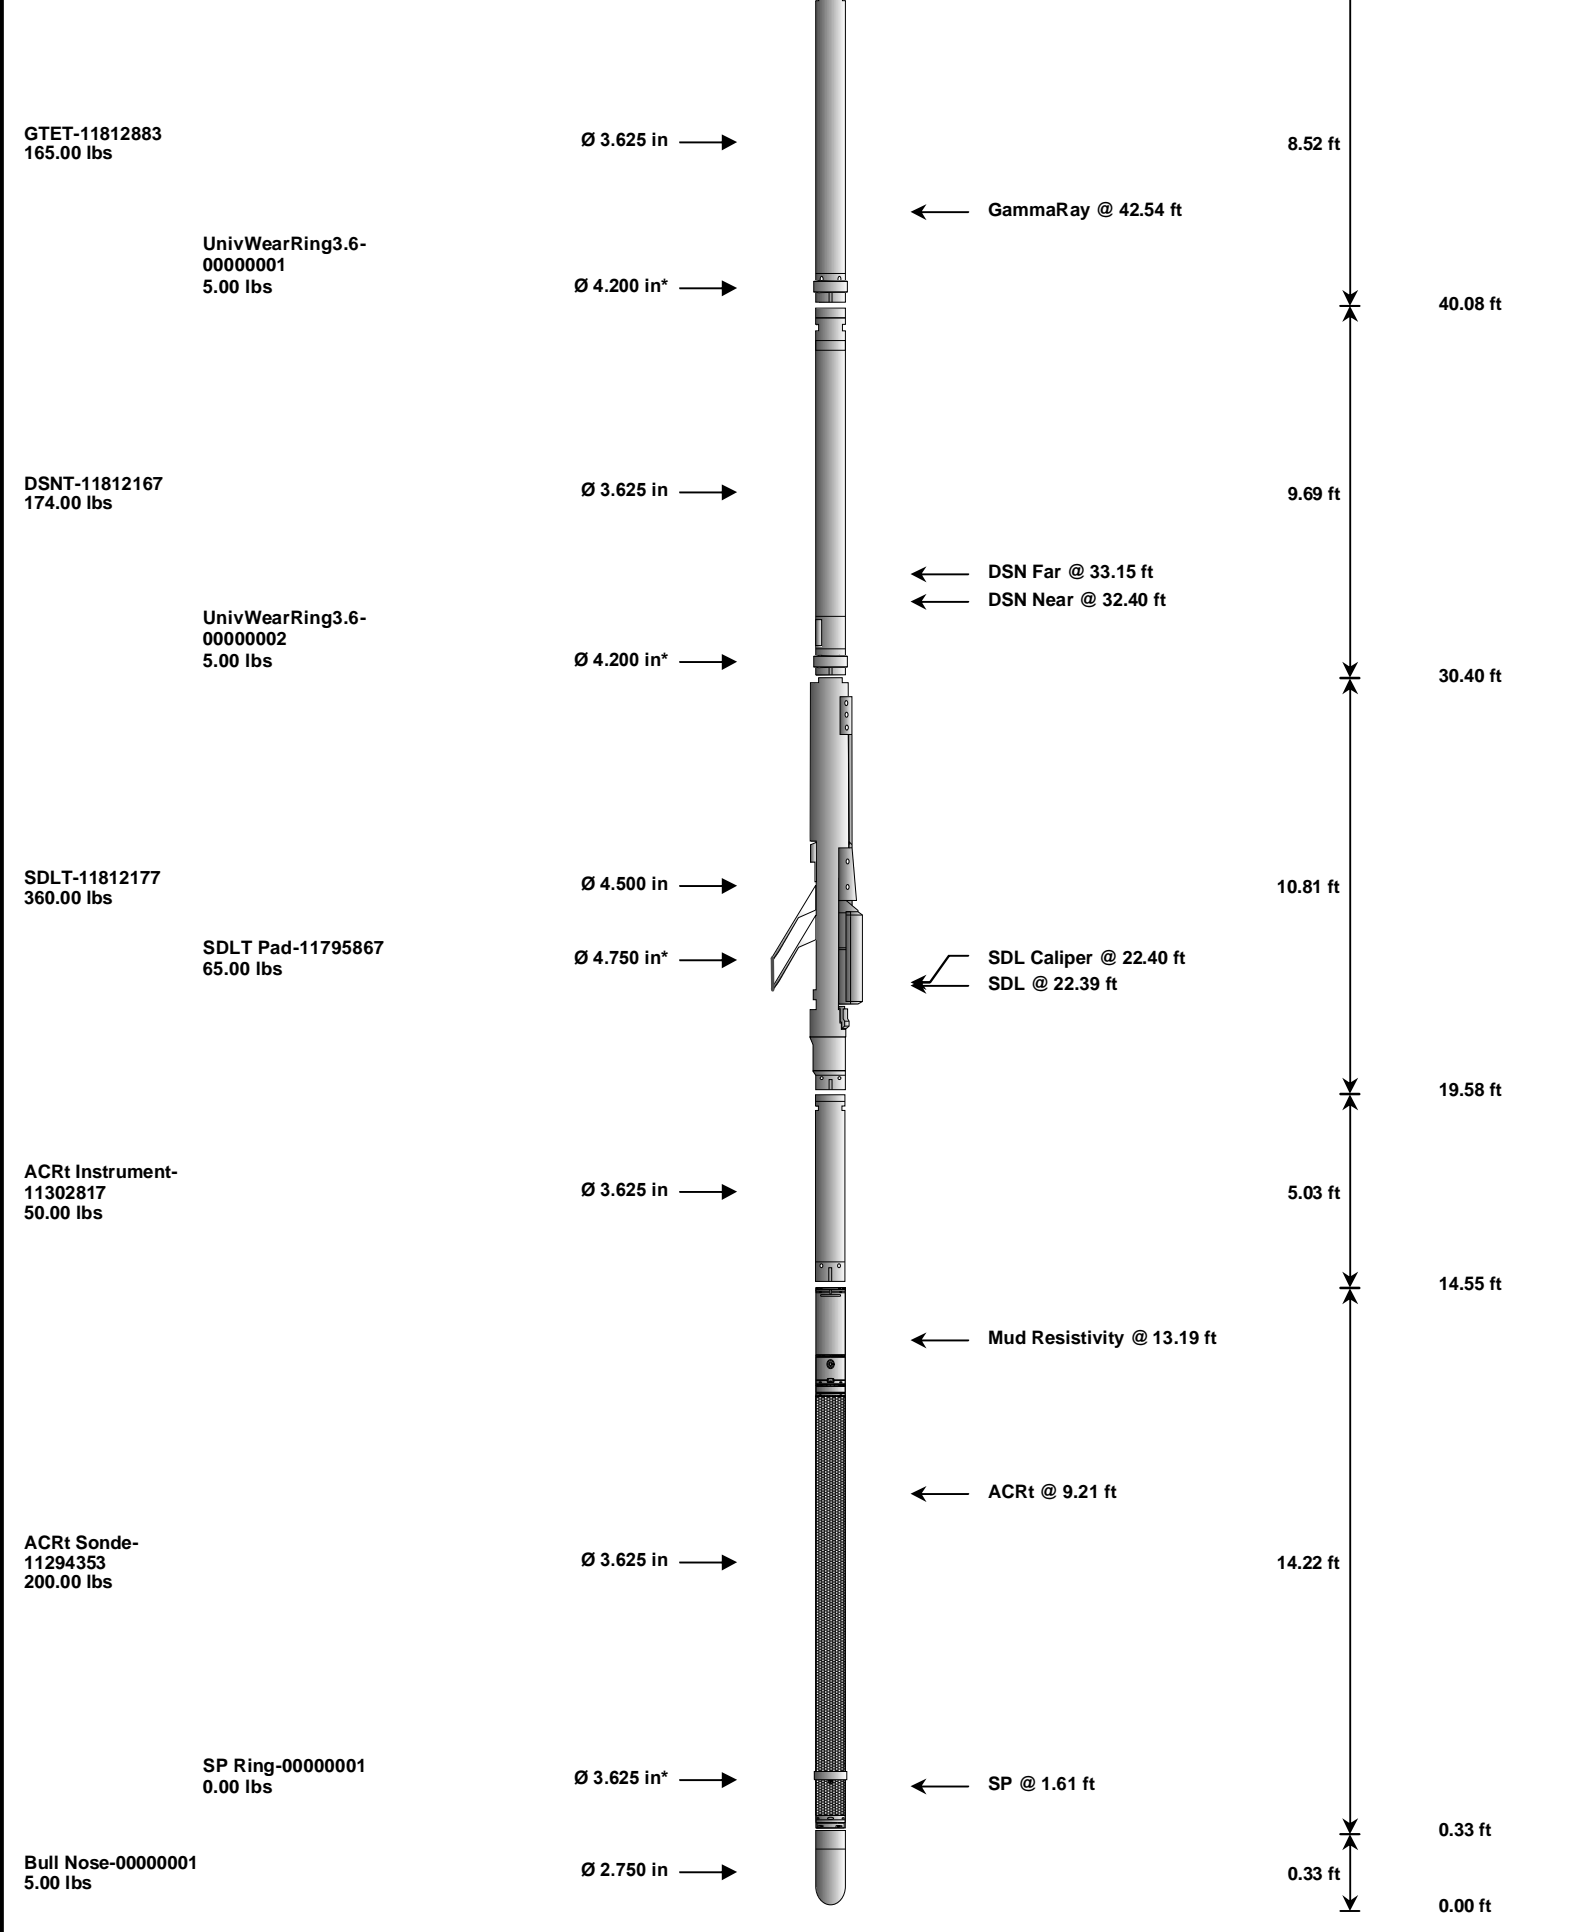 GTET-11812883
165.00 lbs
Ø 3.625 in
8.52 ft
GammaRay @ 42.54 ft
UnivWearRing3.6-
00000001
5.00 lbs
Ø 4.200 in*
40.08 ft
DSNT-11812167
174.00 lbs
Ø 3.625 in
9.69 ft
DSN Far @ 33.15 ft
DSN Near @ 32.40 ft
UnivWearRing3.6-
00000002
5.00 lbs
Ø 4.200 in*
30.40 ft
SDLT-11812177
360.00 lbs
Ø 4.500 in
10.81 ft
SDLT Pad-11795867
65.00 lbs
Ø 4.750 in*
SDL Caliper @ 22.40 ft
SDL @ 22.39 ft
19.58 ft
ACRt Instrument-
11302817
50.00 lbs
Ø 3.625 in
5.03 ft
14.55 ft
Mud Resistivity @ 13.19 ft
ACRt @ 9.21 ft
ACRt Sonde-
11294353
200.00 lbs
Ø 3.625 in
14.22 ft
SP Ring-00000001
0.00 lbs
Ø 3.625 in*
SP @ 1.61 ft
0.33 ft
Bull Nose-00000001
5.00 lbs
Ø 2.750 in
0.33 ft
0.00 ft